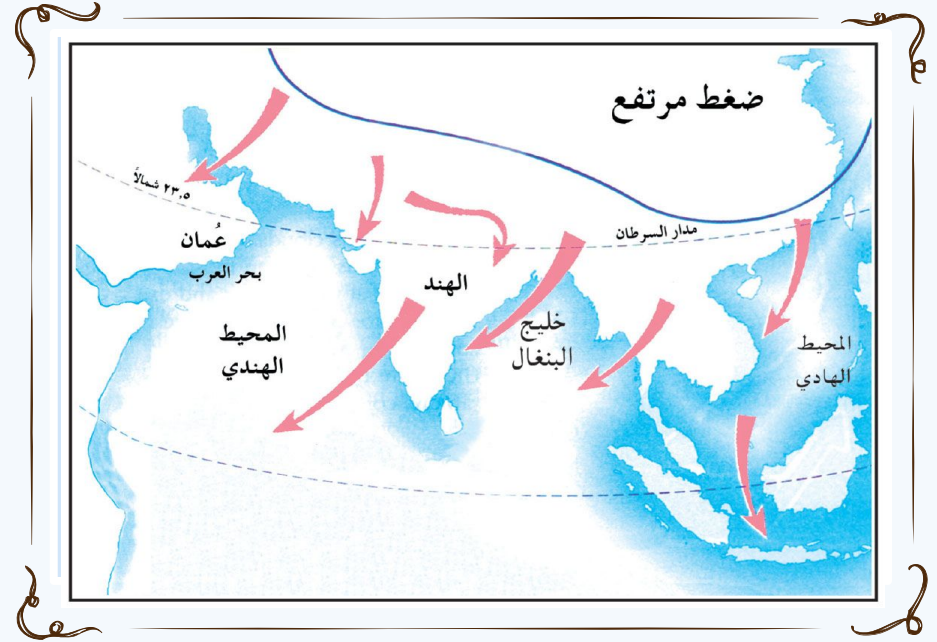 ضغط مرتفع
٢٣,٥ شمالاً
مدار السرطان
عُمان
بحر العرب
الهند
خليج
البنغال
المحيط
الهندي
المحيط
الهادي